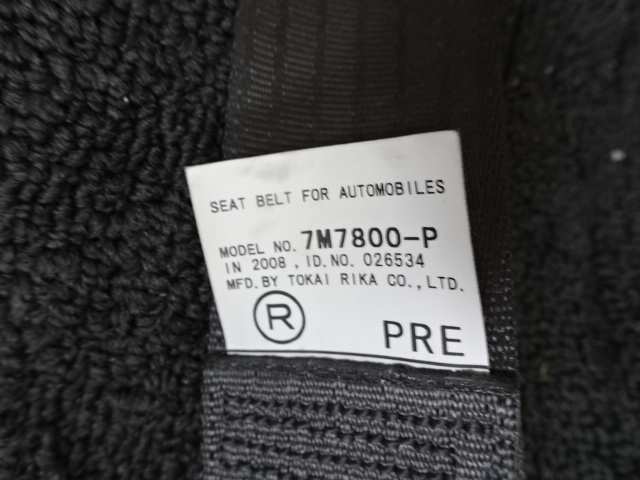 SEAT BELT FOR AUTOMOBILES
MODEL NO. 7M7800-P
IN 2008, ID. NO. 026534
MFD. BY TOKAI RIKA CO., LTD.
R PRE